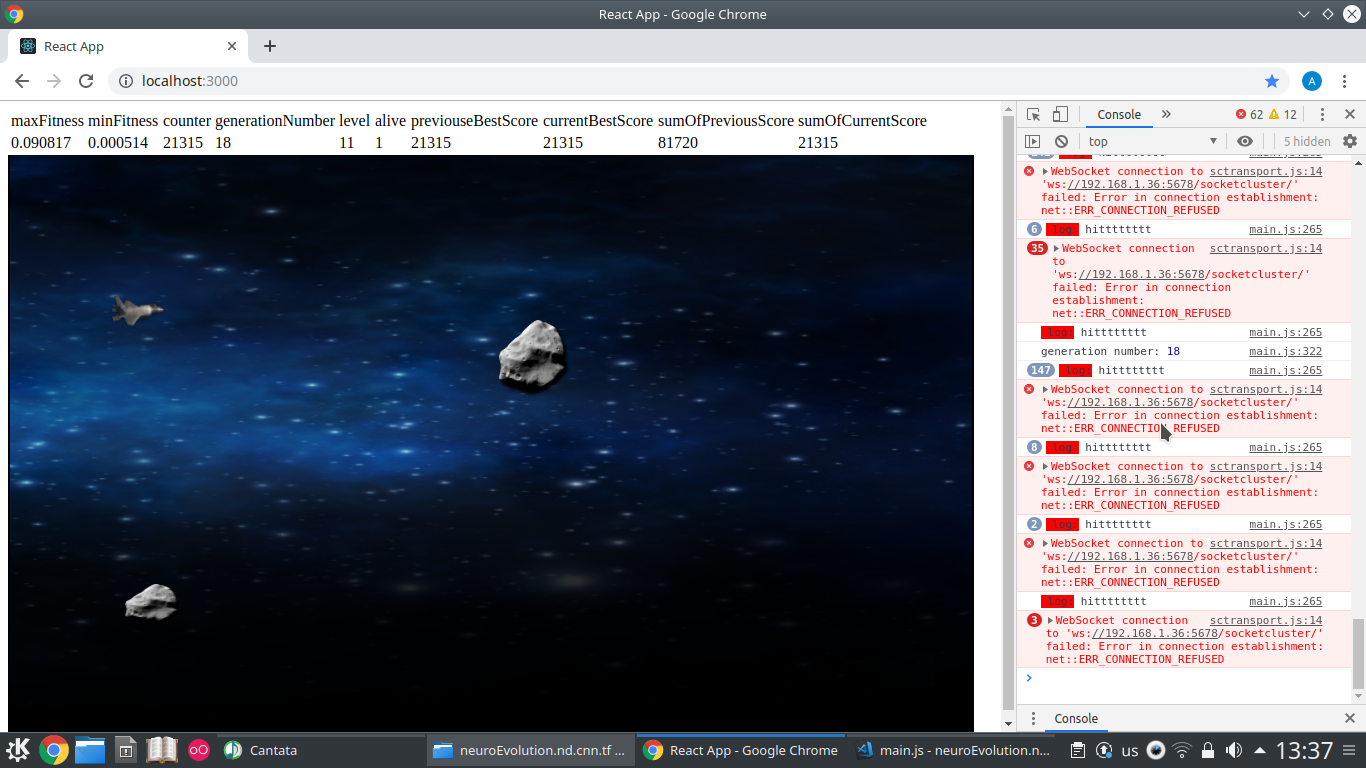 React App - Google Chrome
React App
localhost:3000
A
maxFitness minFitness counter generationNumber level alive previouseBestScore currentBestScore sumOfPreviousScore sumOfCurrentScore
0.090817 0.000514 21315 18 11 1 21315 21315 81720 21315
Console
62
12
top
5 hidden
WebSocket connection to sctransport.js:14
'ws://192.168.1.36:5678/socketcluster/'
failed: Error in connection establishment:
net::ERR_CONNECTION_REFUSED
6 log: hittttttttt main.js:265
35 WebSocket connection sctransport.js:14
to
'ws://192.168.1.36:5678/socketcluster/'
failed: Error in connection
establishment:
net::ERR_CONNECTION_REFUSED
log: hittttttttt main.js:265
generation number: 18 main.js:322
147 log: hittttttttt main.js:265
WebSocket connection to sctransport.js:14
'ws://192.168.1.36:5678/socketcluster/'
failed: Error in connection establishment:
net::ERR_CONNECTION_REFUSED
8 log: hittttttttt main.js:265
WebSocket connection to sctransport.js:14
'ws://192.168.1.36:5678/socketcluster/'
failed: Error in connection establishment:
net::ERR_CONNECTION_REFUSED
2 log: hittttttttt main.js:265
WebSocket connection to sctransport.js:14
'ws://192.168.1.36:5678/socketcluster/'
failed: Error in connection establishment:
net::ERR_CONNECTION_REFUSED
log: hittttttttt main.js:265
3 WebSocket connection sctransport.js:14
to 'ws://192.168.1.36:5678/socketcluster/'
failed: Error in connection establishment:
net::ERR_CONNECTION_REFUSED
Console
Cantata
neuroEvolution.nd.cnn.tf ...
React App - Google Chrome
main.js - neuroEvolution.n...
us
13:37